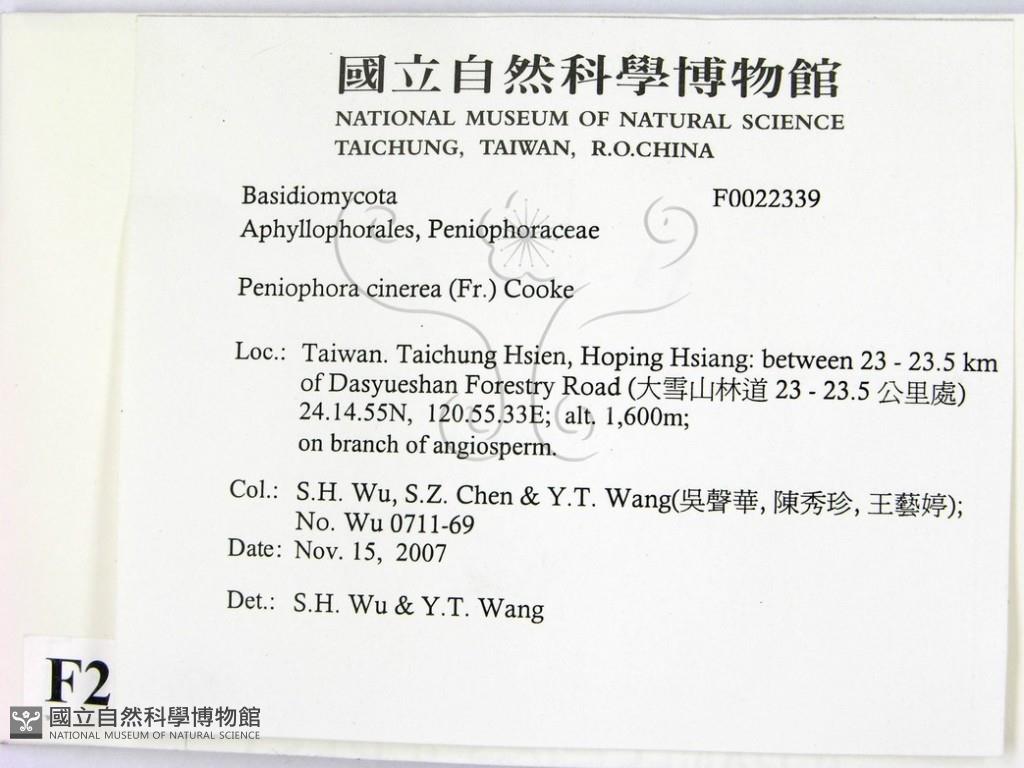 國立自然科學博物館
NATIONAL MUSEUM OF NATURAL SCIENCE
TAICHUNG, TAIWAN, R.O.CHINA
Basidiomycota F0022339
Aphyllophorales, Peniophoraceae
Peniophora cinerea (Fr.) Cooke
Loc.: Taiwan. Taichung Hsien, Hoping Hsiang: between 23 - 23.5 km
of Dasyueshan Forestry Road (大雪山林道 23 - 23.5 公里處)
24.14.55N, 120.55.33E; alt. 1,600m;
on branch of angiosperm.
Col.: S.H. Wu, S.Z. Chen & Y.T. Wang(吳聲華, 陳秀珍, 王藝婷);
No. Wu 0711-69
Date: Nov. 15, 2007
Det.: S.H. Wu & Y.T. Wang
F2
國立自然科學博物館
NATIONAL MUSEUM OF NATURAL SCIENCE